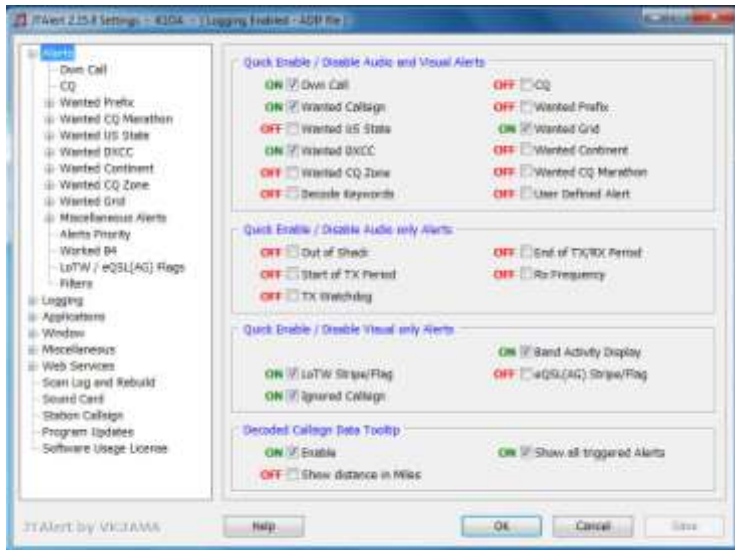 JTAlert 2.15.8 Settings - K1DA - (Logging Enabled - ADIF file)
Alerts
Own Call
CQ
Wanted Prefix
Wanted CQ Marathon
Wanted US State
Wanted DXCC
Wanted Continent
Wanted CQ Zone
Wanted Grid
Miscellaneous Alerts
Alerts Priority
Worked B4
LoTW / eQSL(AG) Flags
Filters
Logging
Applications
Window
Miscellaneous
Web Services
Scan Log and Rebuild
Sound Card
Station Callsign
Program Updates
Software Usage License
Quick Enable / Disable Audio and Visual Alerts
ON Own Call OFF CQ
ON Wanted Callsign OFF Wanted Prefix
OFF Wanted US State ON Wanted Grid
ON Wanted DXCC OFF Wanted Continent
OFF Wanted CQ Zone OFF Wanted CQ Marathon
OFF Decode Keywords OFF User Defined Alert
Quick Enable / Disable Audio only Alerts
OFF Out of Shack OFF End of TX/RX Period
OFF Start of TX Period OFF Rx Frequency
OFF TX Watchdog
Quick Enable / Disable Visual only Alerts
ON Band Activity Display
ON LoTW Stripe/Flag OFF eQSL(AG) Stripe/Flag
ON Ignored Callsign
Decoded Callsign Data Tooltip
ON Enable ON Show all triggered Alerts
OFF Show distance in Miles
JTAlert by VK3AMA Help OK Cancel Save